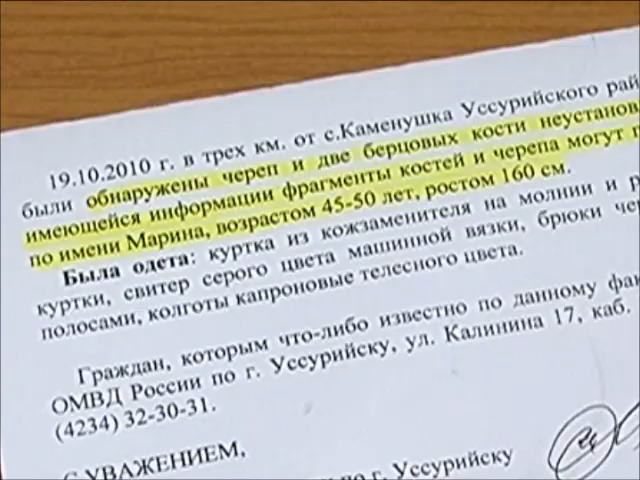 19.10.2010 г. в трех км. от с.Каменушка Уссурийского рай
были обнаружены череп и две берцовых кости неустанов
имеющейся информации фрагменты костей и черепа могут
по имени Марина, возрастом 45-50 лет, ростом 160 см.
Была одета: куртка из кожзаменителя на молнии и р
куртки, свитер серого цвета машинной вязки, брюки че
полосами, колготы капроновые телесного цвета.
Граждан, которым что-либо известно по данному фак
ОМВД России по г. Уссурийску, ул. Калинина 17, каб.
(4234) 32-30-31.
С УВАЖЕНИЕМ,
по г. Уссурийску